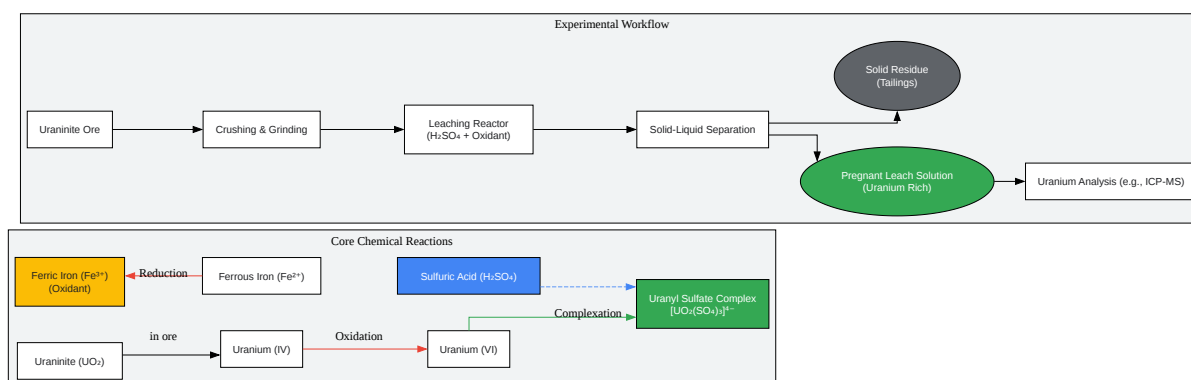 Experimental Workflow
Solid Residue
(Tailings)
Uraninite Ore
Crushing & Grinding
Leaching Reactor
(H₂SO₄ + Oxidant)
Solid-Liquid Separation
Pregnant Leach Solution
(Uranium Rich)
Uranium Analysis (e.g., ICP-MS)
Core Chemical Reactions
Ferric Iron (Fe³⁺)
(Oxidant)
Reduction
Ferrous Iron (Fe²⁺)
Sulfuric Acid (H₂SO₄)
Uranyl Sulfate Complex
[UO₂(SO₄)₃]⁴⁻
Complexation
in ore
Oxidation
Uraninite (UO₂)
Uranium (IV)
Uranium (VI)